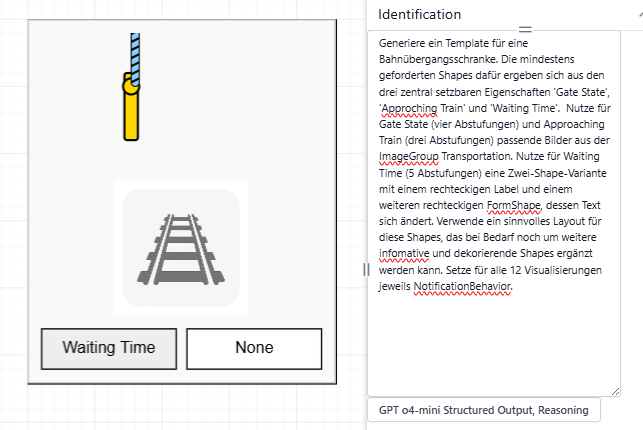 Identification
Generiere ein Template für eine
Bahnübergangsschranke. Die mindestens
geforderten Shapes dafür ergeben sich aus den
drei zentral setzbaren Eigenschaften 'Gate State',
'Approching Train' und 'Waiting Time'.  Nutze für
Gate State (vier Abstufungen) und Approaching
Train (drei Abstufungen) passende Bilder aus der
ImageGroup Transportation. Nutze für Waiting
Time (5 Abstufungen) eine Zwei-Shape-Variante
mit einem rechteckigen Label und einem
weiteren rechteckigen FormShape, dessen Text
sich ändert. Verwende ein sinnvolles Layout für
diese Shapes, das bei Bedarf noch um weitere
infomative und dekorierende Shapes ergänzt
werden kann. Setze für alle 12 Visualisierungen
jeweils NotificationBehavior.
Waiting Time
None
GPT o4-mini Structured Output, Reasoning